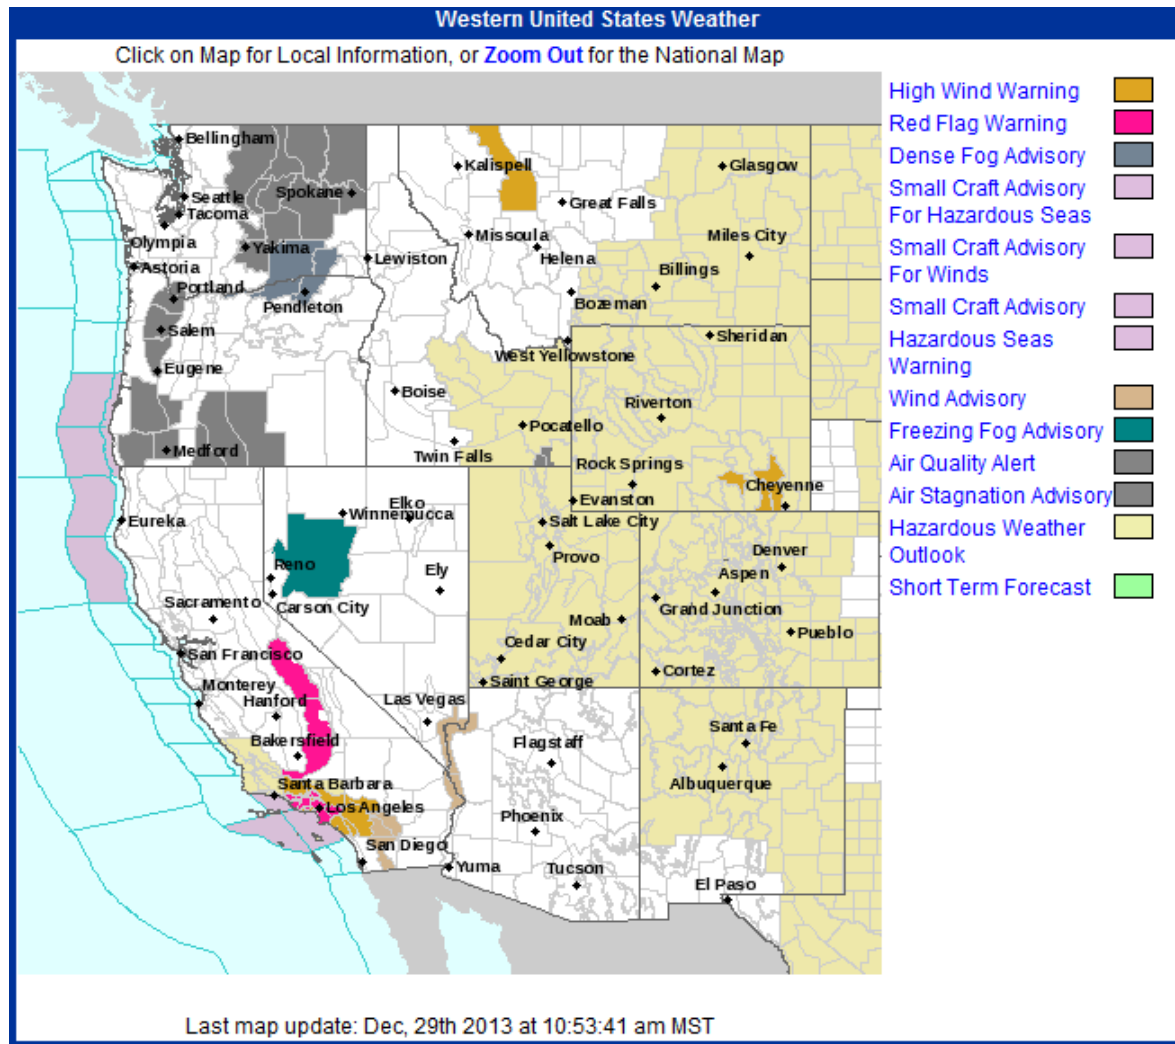 Western United States Weather
Click on Map for Local Information, or Zoom Out for the National Map
High Wind Warning
Red Flag Warning
Dense Fog Advisory
Small Craft Advisory
For Hazardous Seas
Small Craft Advisory
For Winds
Small Craft Advisory
Hazardous Seas
Warning
Wind Advisory
Freezing Fog Advisory
Air Quality Alert
Air Stagnation Advisory
Hazardous Weather
Outlook
Short Term Forecast
Bellingham
Kalispell
Glasgow
Seattle
Spokane
Tacoma
Great Falls
Olympia
Yakima
Missoula
Miles City
Helena
Astoria
Lewiston
Billings
Portland
Pendleton
Bozeman
Salem
Sheridan
West Yellowstone
Eugene
Boise
Riverton
Pocatello
Medford
Twin Falls
Rock Springs
Cheyenne
Evanston
Elko
Winnemucca
Eureka
Salt Lake City
Provo
Denver
Reno
Ely
Aspen
Carson City
Sacramento
Grand Junction
Moab
Pueblo
Cedar City
San Francisco
Cortez
Saint George
Monterey
Las Vegas
Hanford
Santa Fe
Bakersfield
Flagstaff
Albuquerque
Santa Barbara
Los Angeles
Phoenix
San Diego
Yuma
Tucson
El Paso
Last map update: Dec, 29th 2013 at 10:53:41 am MST